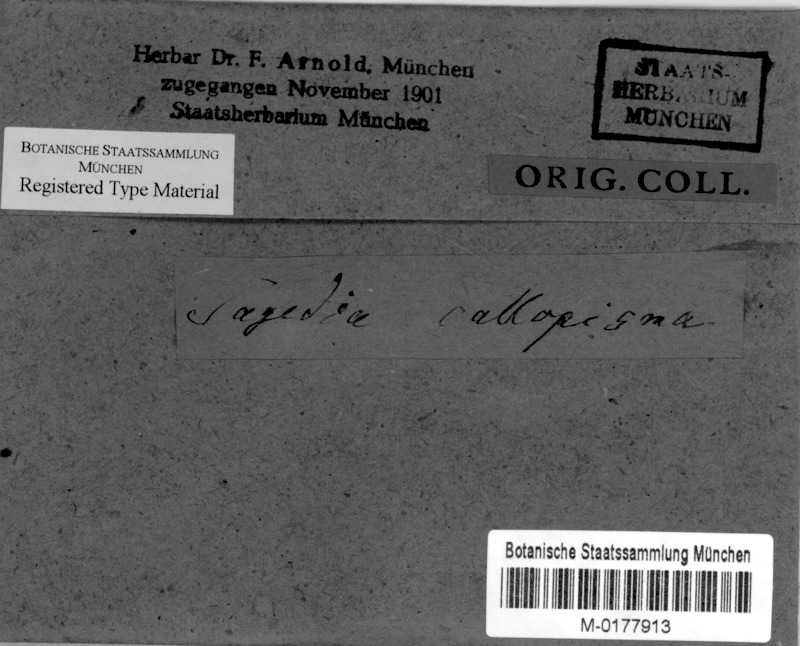 Herbar Dr. F. Arnold, München
zugegangen November 1901
Staatsherbarium München
STAATS-
HERBARIUM
MÜNCHEN
BOTANISCHE STAATSSAMMLUNG
MÜNCHEN
Registered Type Material
ORIG. COLL.
Sagedia callopisma
Botanische Staatssammlung München
M-0177913